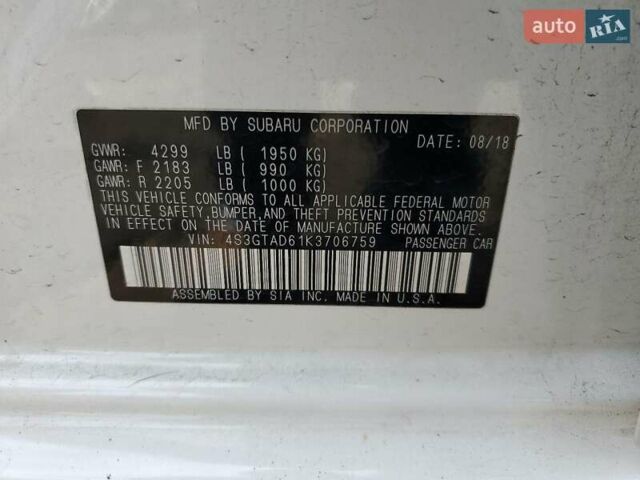 auto RIA
.com
MFD BY SUBARU CORPORATION
DATE: 08/18
GVWR: 4299 LB ( 1950 KG)
GAWR: F 2183 LB ( 990 KG)
GAWR: R 2205 LB ( 1000 KG)
THIS VEHICLE CONFORMS TO ALL APPLICABLE FEDERAL MOTOR
VEHICLE SAFETY, BUMPER, AND THEFT PREVENTION STANDARDS
IN EFFECT ON THE DATE OF MANUFACTURE SHOWN ABOVE.
VIN: 4S3GTAD61K3706759 PASSENGER CAR
ASSEMBLED BY SIA INC. MADE IN U.S.A.